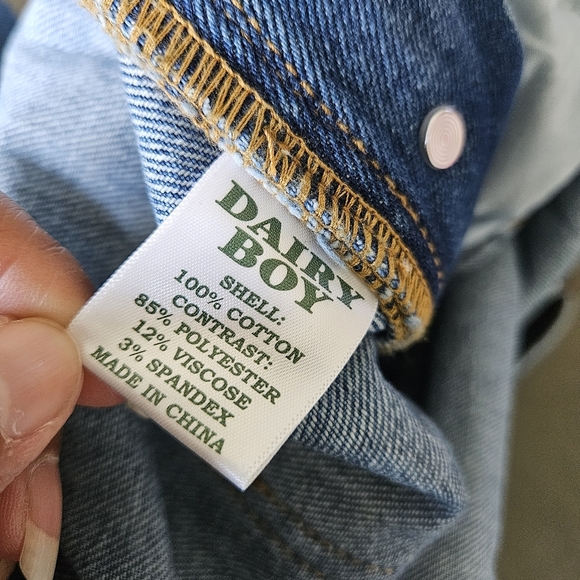 DAIRY
BOY
SHELL:
100% COTTON
CONTRAST:
85% POLYESTER
12% VISCOSE
3% SPANDEX
MADE IN CHINA